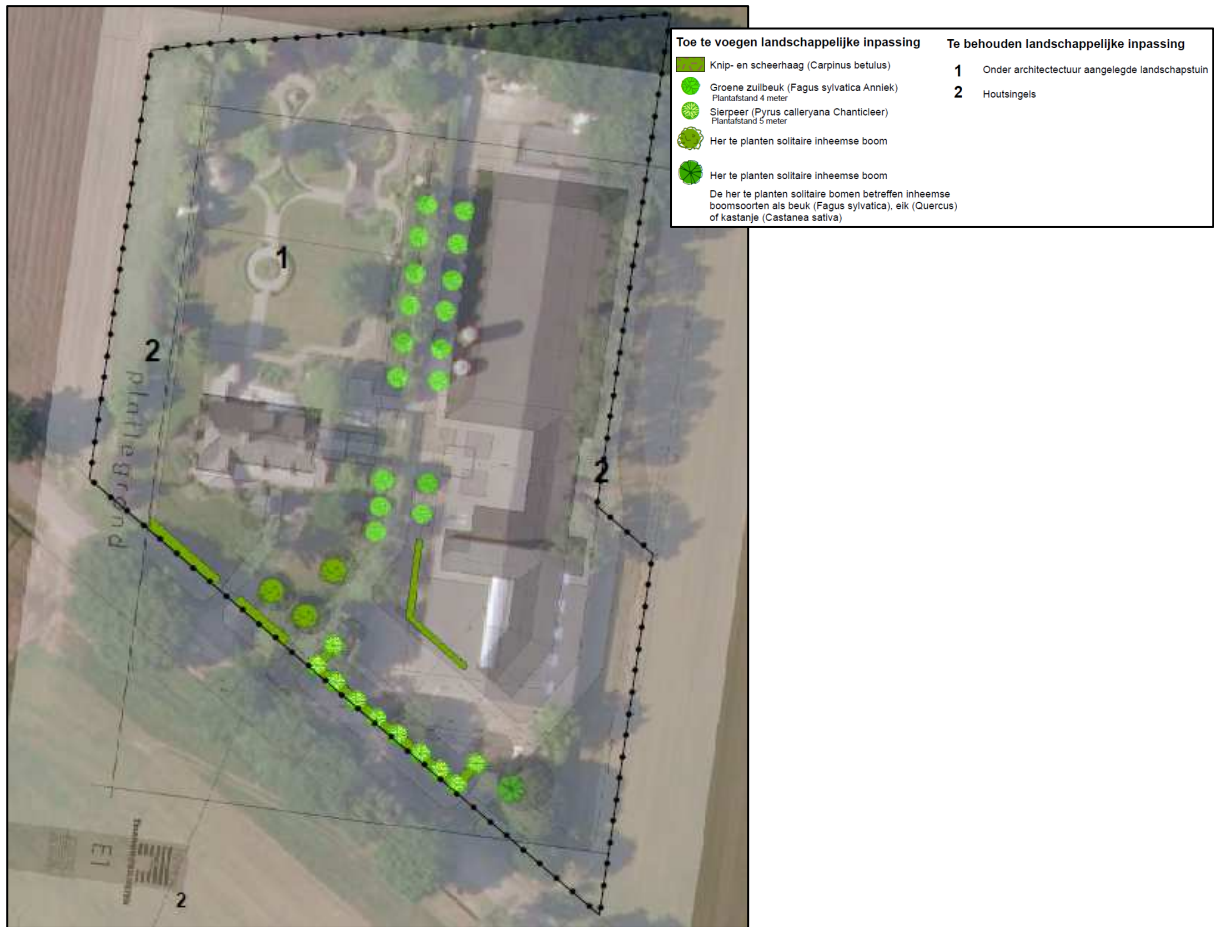 Toe te voegen landschappelijke inpassing
Knip- en scheerhaag (Carpinus betulus)
Groene zuilbeuk (Fagus sylvatica Anniek)
Plantafstand 4 meter
Sierpeer (Pyrus calleryana Chanticleer)
Plantafstand 5 meter
Her te planten solitaire inheemse boom
Her te planten solitaire inheemse boom
De her te planten solitaire bomen betreffen inheemse
boomsoorten als beuk (Fagus sylvatica), eik (Quercus)
of kastanje (Castanea sativa)
Te behouden landschappelijke inpassing
1 Onder architectectuur aangelegde landschapstuin
2 Houtsingels
1
2
plattegrond
2
E1
2